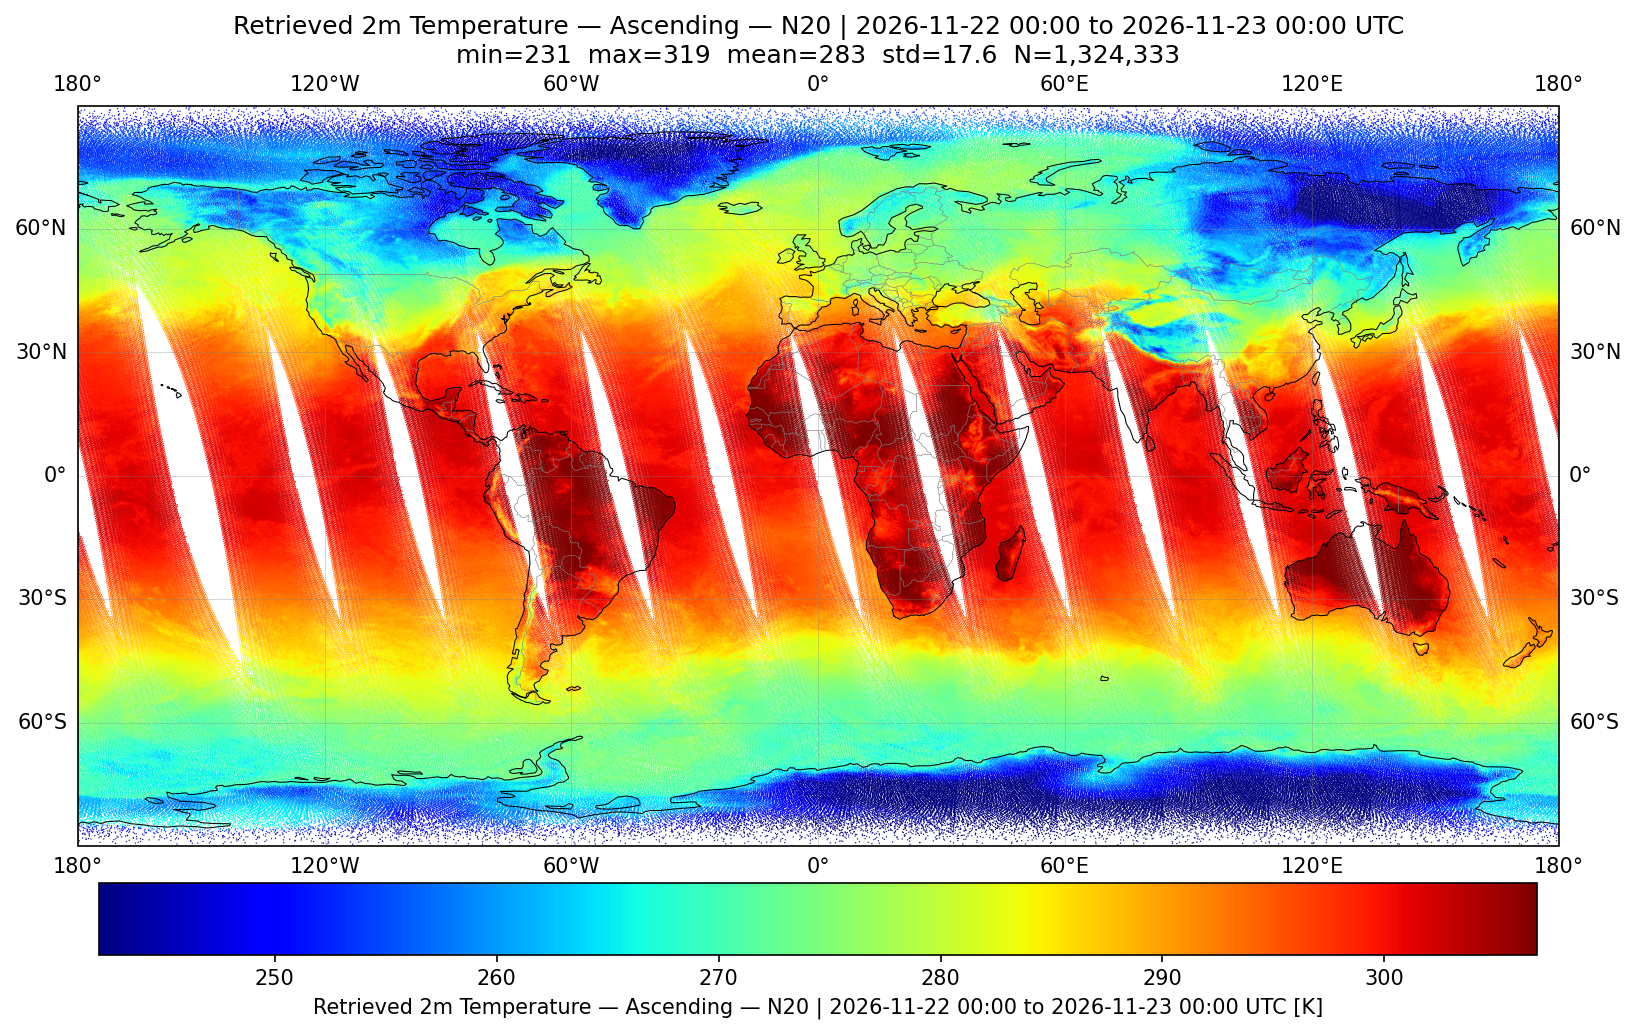 Retrieved 2m Temperature — Ascending — N20 | 2026-11-22 00:00 to 2026-11-23 00:00 UTC
min=231  max=319  mean=283  std=17.6  N=1,324,333
180° 120°W 60°W 0° 60°E 120°E 180°
60°N 60°N
30°N 30°N
0° 0°
30°S 30°S
60°S 60°S
180° 120°W 60°W 0° 60°E 120°E 180°
250 260 270 280 290 300
Retrieved 2m Temperature — Ascending — N20 | 2026-11-22 00:00 to 2026-11-23 00:00 UTC [K]